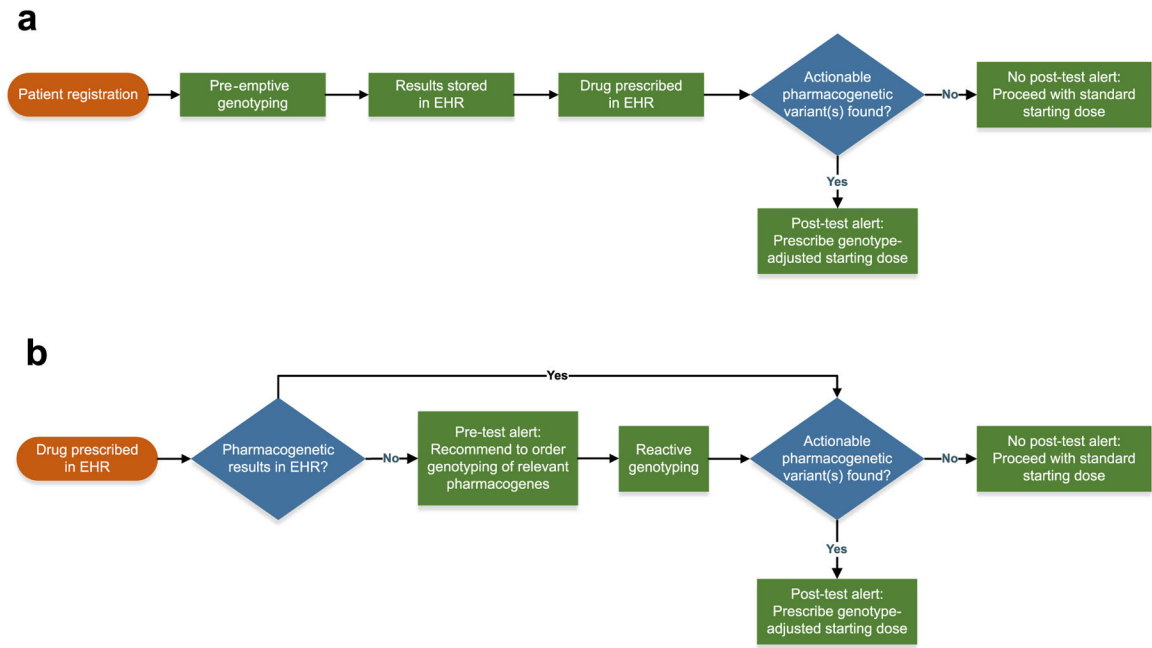 a
Patient registration
Pre-emptive
genotyping
Results stored
in EHR
Drug prescribed
in EHR
Actionable
pharmacogenetic
variant(s) found?
No
No post-test alert:
Proceed with standard
starting dose
Yes
Post-test alert:
Prescribe genotype-
adjusted starting dose
b
Yes
Drug prescribed
in EHR
Pharmacogenetic
results in EHR?
No
Pre-test alert:
Recommend to order
genotyping of relevant
pharmacogenes
Reactive
genotyping
Actionable
pharmacogenetic
variant(s) found?
No
No post-test alert:
Proceed with standard
starting dose
Yes
Post-test alert:
Prescribe genotype-
adjusted starting dose